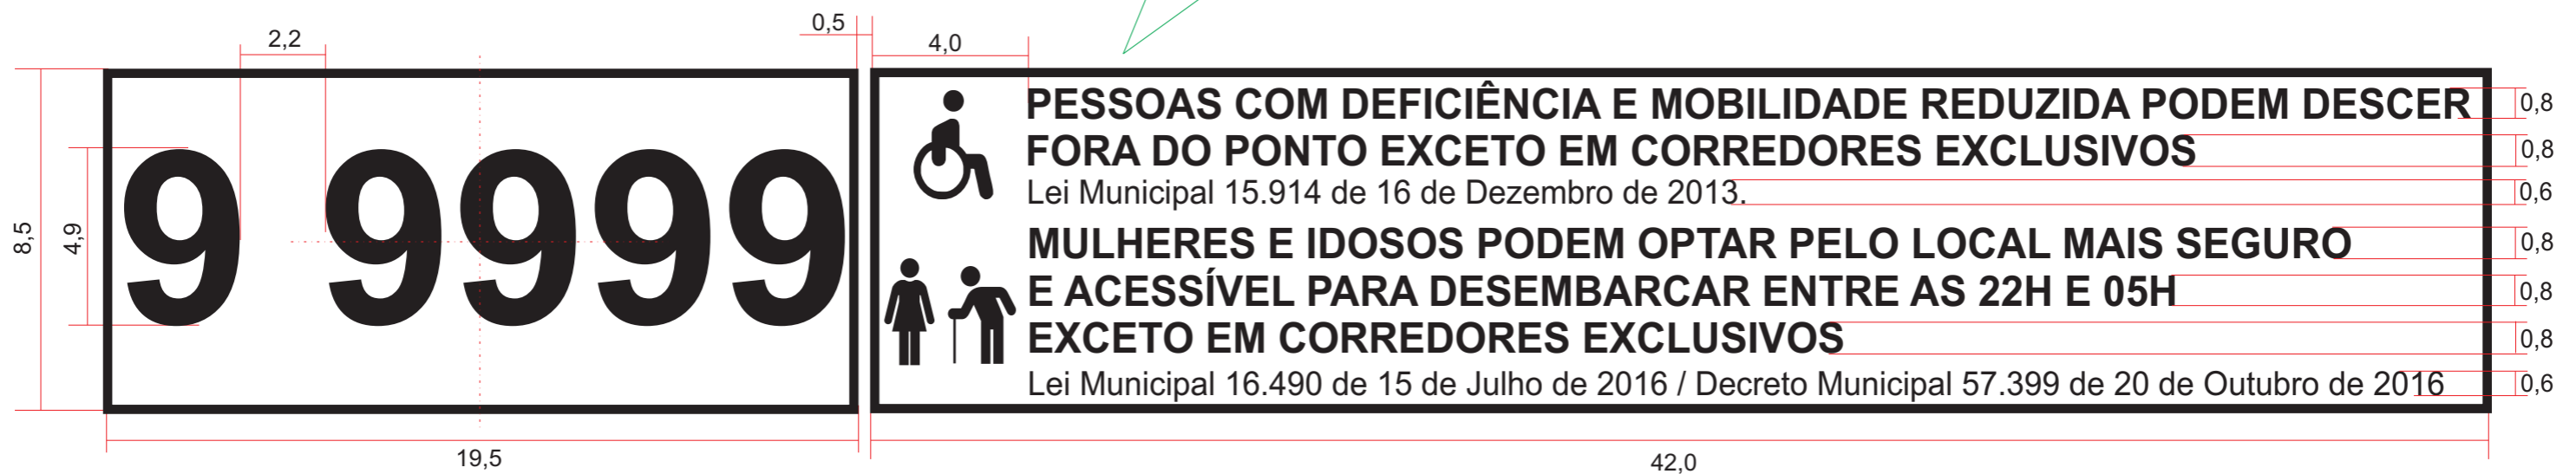 0,5
2,2
4,0
9 9999
8,5
4,9
19,5
PESSOAS COM DEFICIÊNCIA E MOBILIDADE REDUZIDA PODEM DESCER
0,8
FORA DO PONTO EXCETO EM CORREDORES EXCLUSIVOS
0,8
Lei Municipal 15.914 de 16 de Dezembro de 2013.
0,6
MULHERES E IDOSOS PODEM OPTAR PELO LOCAL MAIS SEGURO
0,8
E ACESSÍVEL PARA DESEMBARCAR ENTRE AS 22H E 05H
0,8
EXCETO EM CORREDORES EXCLUSIVOS
0,8
Lei Municipal 16.490 de 15 de Julho de 2016 / Decreto Municipal 57.399 de 20 de Outubro de 2016
0,6
42,0